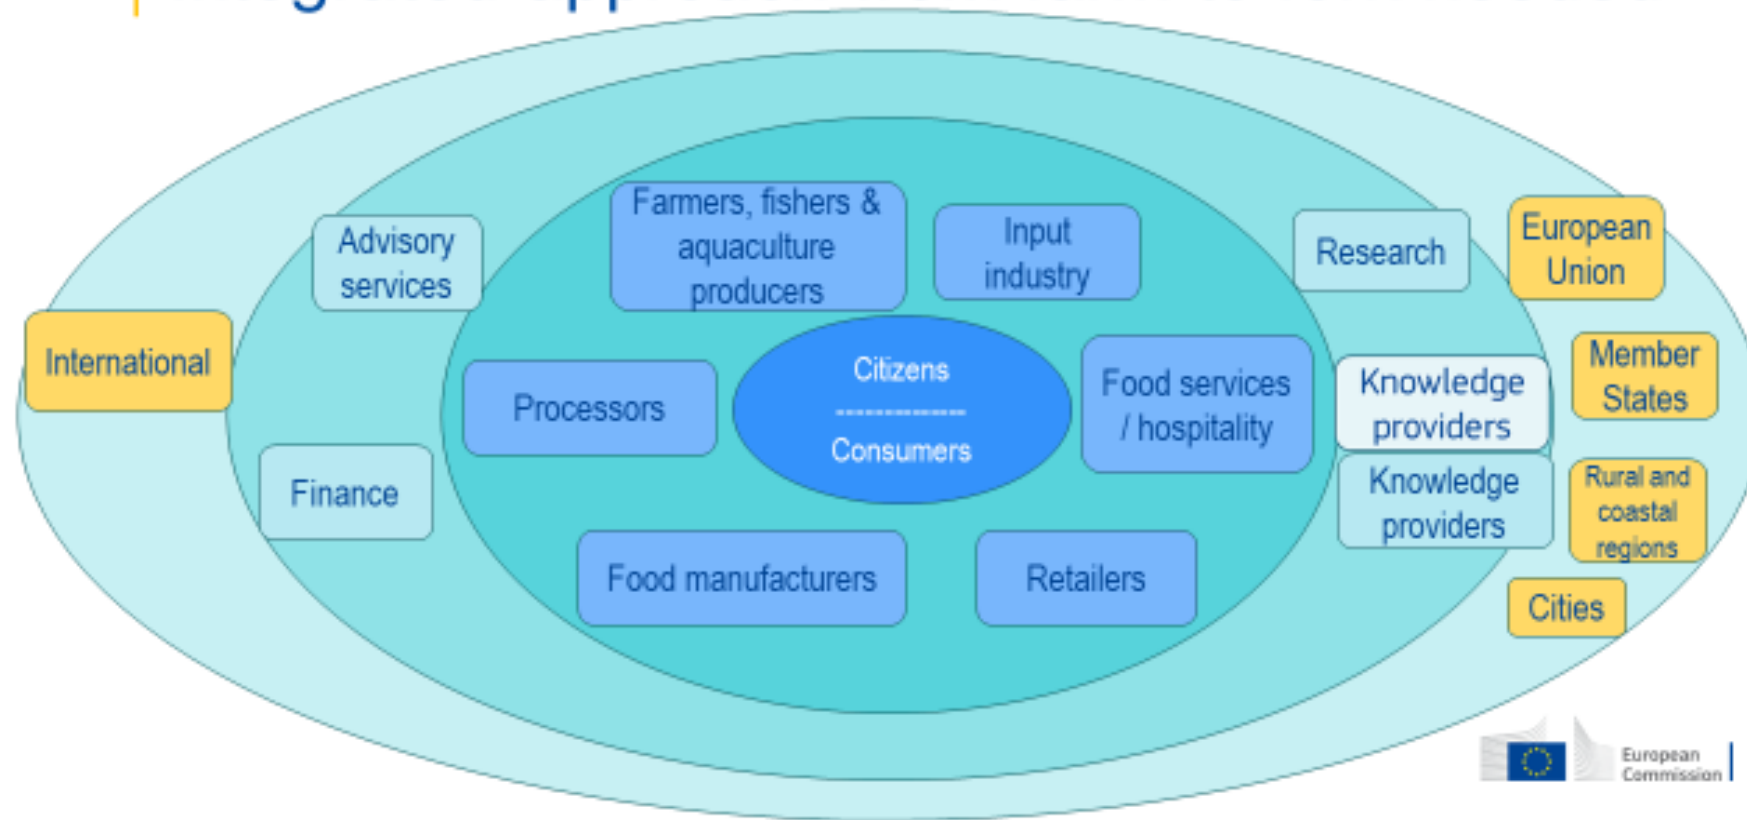 Farmers, fishers &
aquaculture
producers
Input
industry
Advisory
services
Research
European
Union
International
Citizens
--------------
Consumers
Processors
Food services
/ hospitality
Knowledge
providers
Member
States
Finance
Knowledge
providers
Rural and
coastal
regions
Food manufacturers
Retailers
Cities
European
Commission